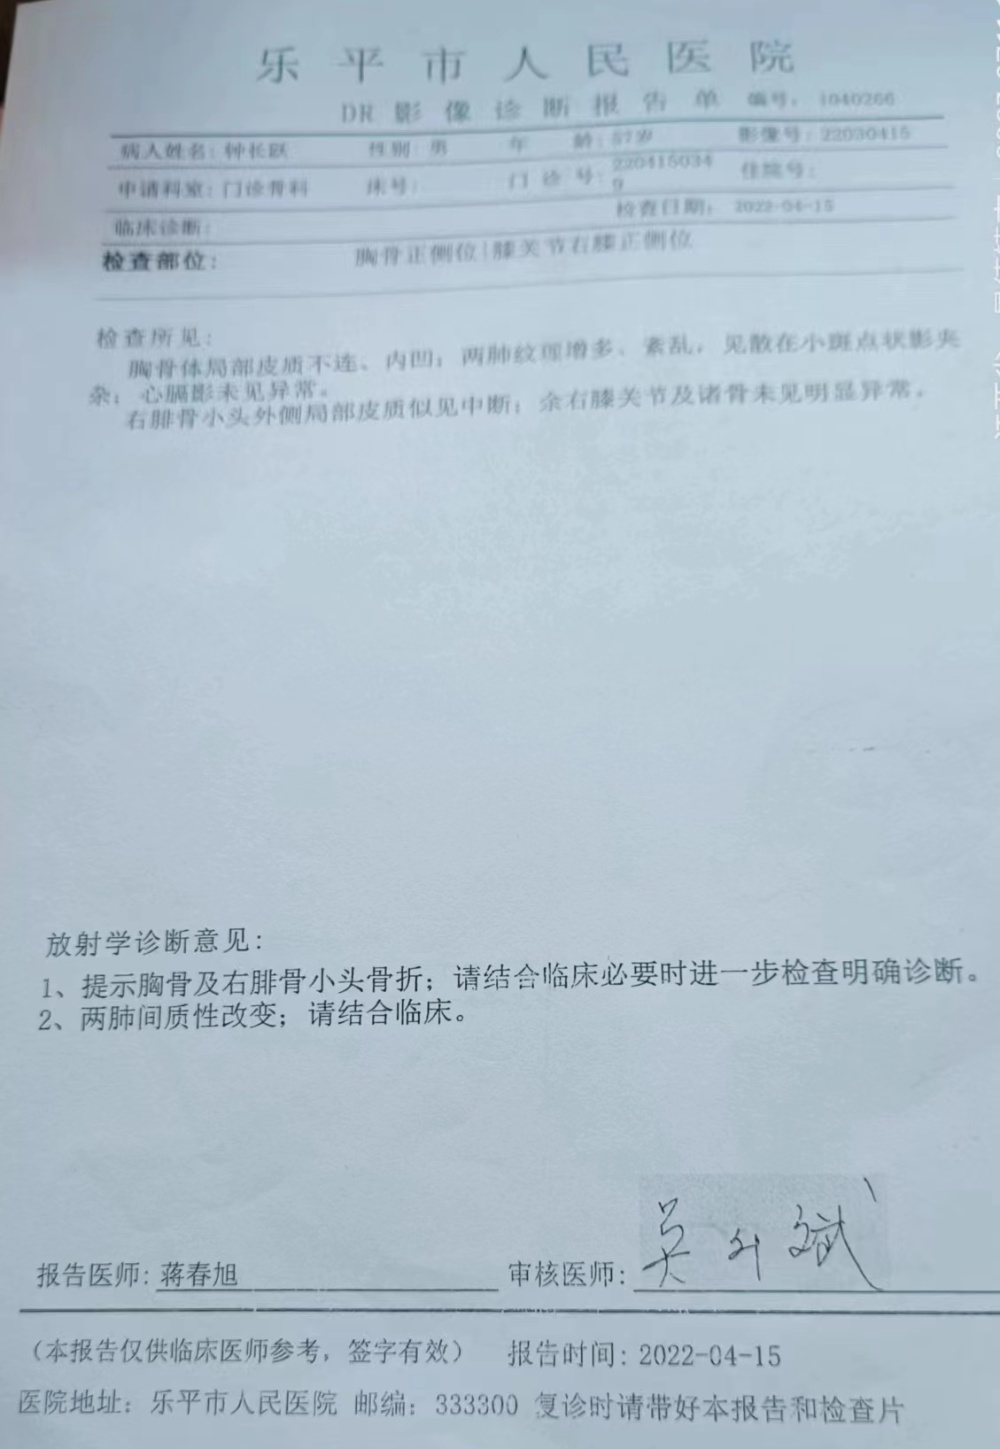 乐平市人民医院
DR影像诊断报告单 编号: 1040266
病人姓名: 钟长跃 性别: 男 年 龄: 57岁 影像号: 22030415
申请科室: 门诊骨科 床号: 门诊号: 2204150349 住院号:
临床诊断: 检查日期: 2022-04-15
检查部位: 胸骨正侧位|膝关节右膝正侧位
检查所见:
胸骨体局部皮质不连、内凹; 两肺纹理增多、紊乱, 见散在小斑点状影夹
杂; 心膈影未见异常。
右腓骨小头外侧局部皮质似见中断; 余右膝关节及诸骨未见明显异常。
放射学诊断意见:
1、提示胸骨及右腓骨小头骨折; 请结合临床必要时进一步检查明确诊断。
2、两肺间质性改变; 请结合临床。
报告医师: 蒋春旭 审核医师:
(本报告仅供临床医师参考, 签字有效) 报告时间: 2022-04-15
医院地址: 乐平市人民医院 邮编: 333300 复诊时请带好本报告和检查片